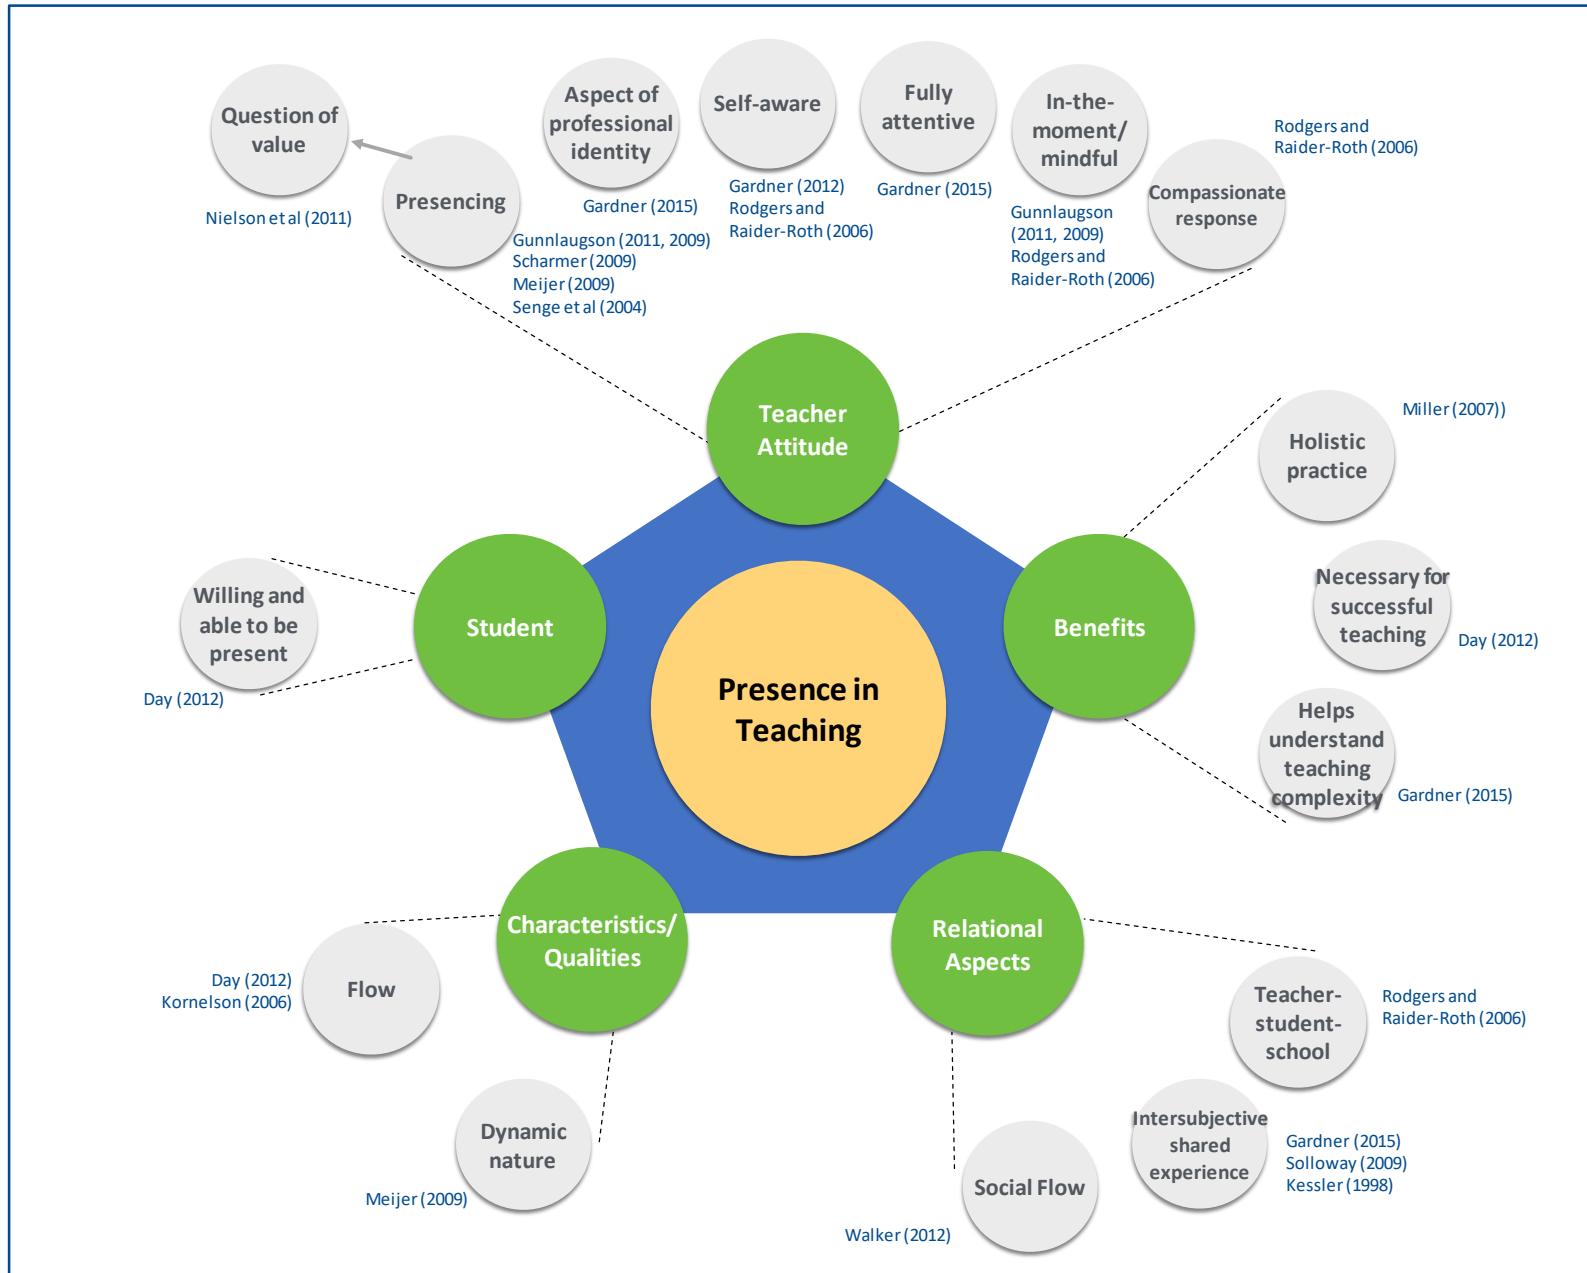 Question of
value
Nielson et al (2011)
Presencing
Gunnlaugson (2011, 2009)
Scharmer (2009)
Meijer (2009)
Senge et al (2004)
Aspect of
professional
identity
Gardner (2015)
Self-aware
Gardner (2012)
Rodgers and
Raider-Roth (2006)
Fully
attentive
Gardner (2015)
In-the-
moment/
mindful
Gunnlaugson
(2011, 2009)
Rodgers and
Raider-Roth (2006)
Compassionate
response
Rodgers and
Raider-Roth (2006)
Teacher
Attitude
Holistic
practice
Miller (2007))
Necessary for
successful
teaching
Day (2012)
Helps
understand
teaching
complexity
Gardner (2015)
Benefits
Student
Willing and
able to be
present
Day (2012)
Presence in
Teaching
Characteristics/
Qualities
Flow
Day (2012)
Kornelson (2006)
Dynamic
nature
Meijer (2009)
Relational
Aspects
Teacher-
student-
school
Rodgers and
Raider-Roth (2006)
Intersubjective
shared
experience
Gardner (2015)
Solloway (2009)
Kessler (1998)
Social Flow
Walker (2012)